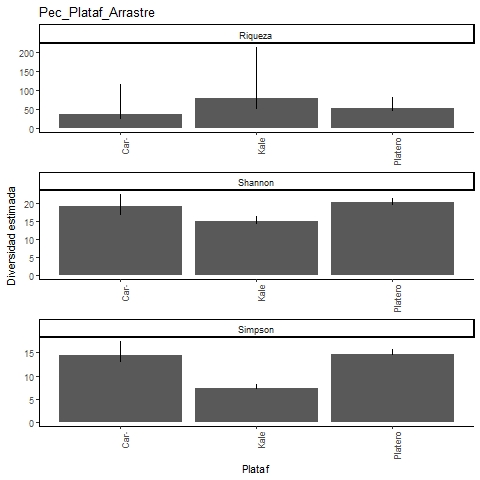 Pec_Plataf_Arrastre
Riqueza
200
150
100
50
0
Car-
Kale
Platero
Diversidad estimada
Shannon
20
15
10
5
0
Car-
Kale
Platero
Simpson
15
10
5
0
Car-
Kale
Platero
Plataf